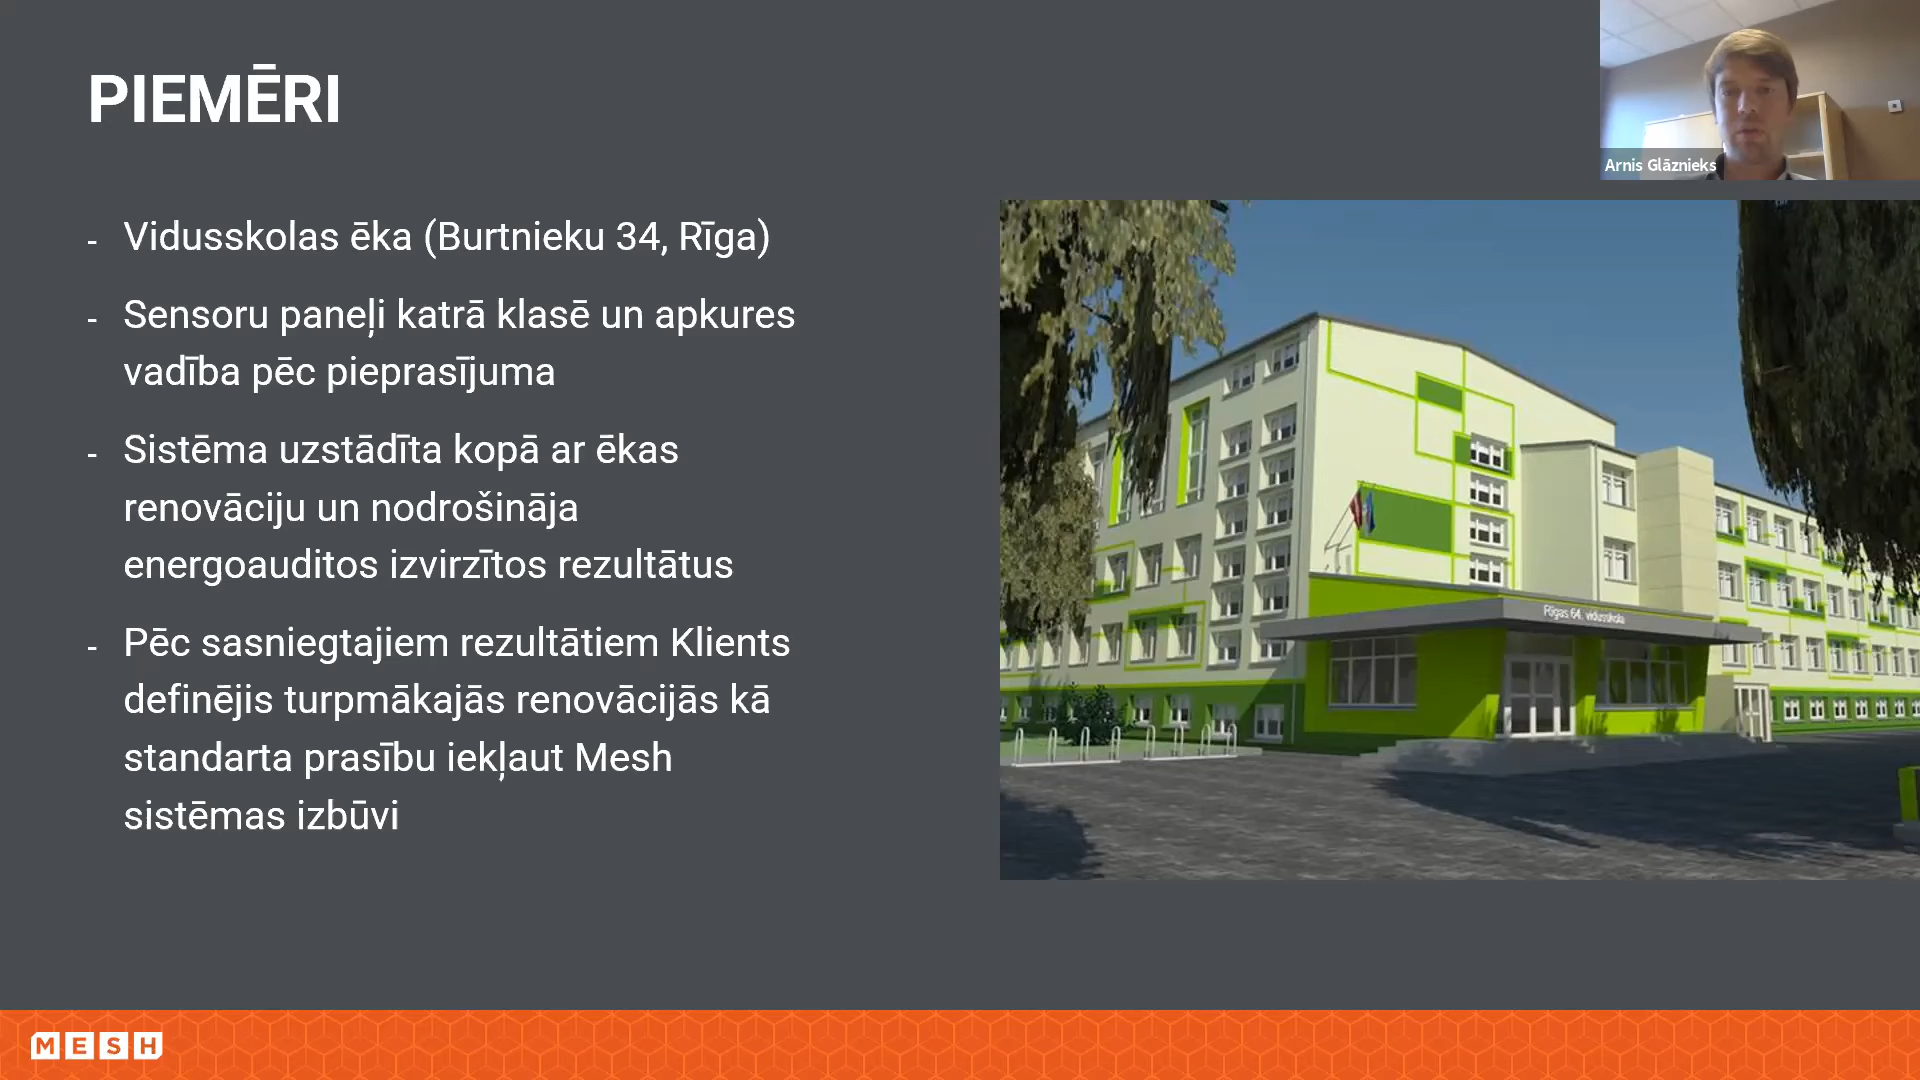 PIEMĒRI
Arnis Glāznieks
- Vidusskolas ēka (Burtnieku 34, Rīga)
- Sensoru paneļi katrā klasē un apkures
vadība pēc pieprasījuma
- Sistēma uzstādīta kopā ar ēkas
renovāciju un nodrošināja
energoauditos izvirzītos rezultātus
- Pēc sasniegtajiem rezultātiem Klients
definējis turpmākajās renovācijās kā
standarta prasību iekļaut Mesh
sistēmas izbūvi
Rīgas 64. vidusskola
MESH